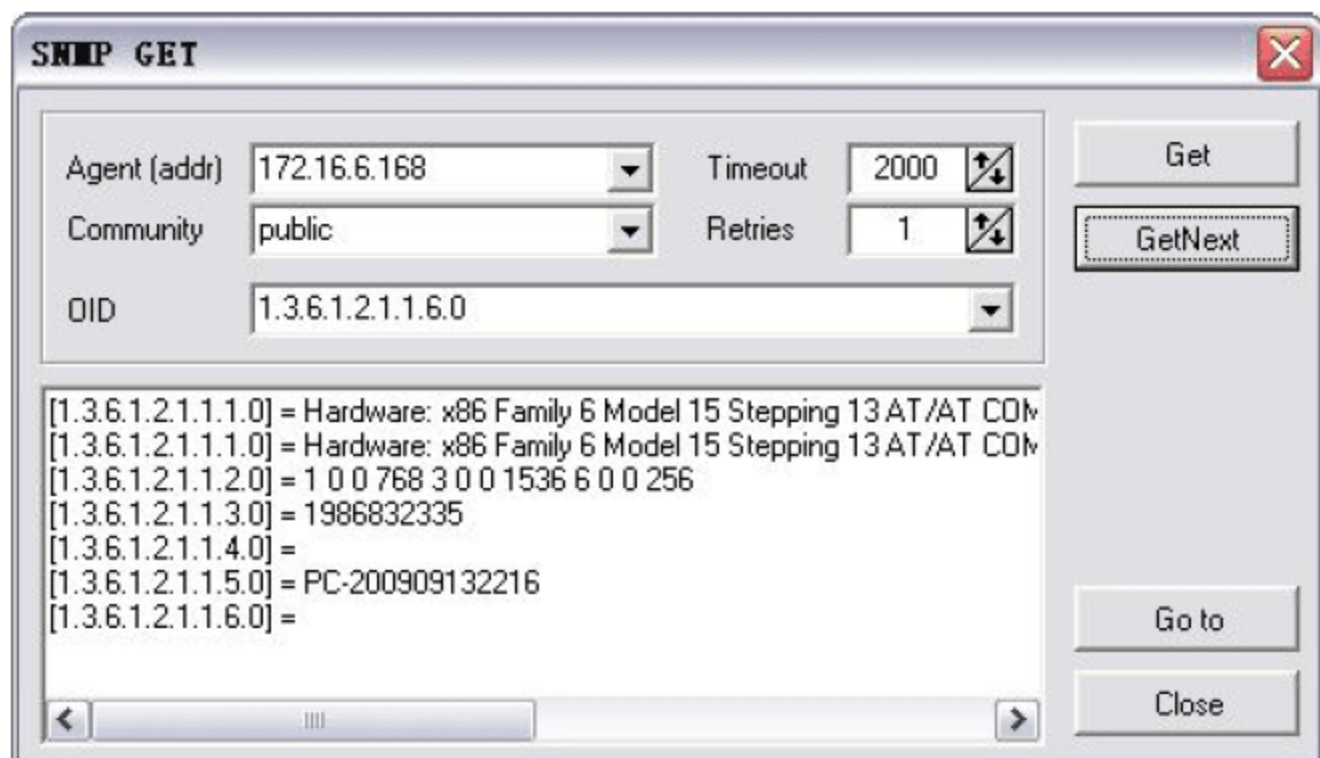 SNMP GET
Agent (addr) 172.16.6.168 Timeout 2000 Get
Community public Retries 1 GetNext
OID 1.3.6.1.2.1.1.6.0
[1.3.6.1.2.1.1.1.0] = Hardware: x86 Family 6 Model 15 Stepping 13 AT/AT COM
[1.3.6.1.2.1.1.1.0] = Hardware: x86 Family 6 Model 15 Stepping 13 AT/AT COM
[1.3.6.1.2.1.1.2.0] = 1 0 0 768 3 0 0 1536 6 0 0 256
[1.3.6.1.2.1.1.3.0] = 1986832335
[1.3.6.1.2.1.1.4.0] =
[1.3.6.1.2.1.1.5.0] = PC-200909132216
[1.3.6.1.2.1.1.6.0] =
Go to
Close